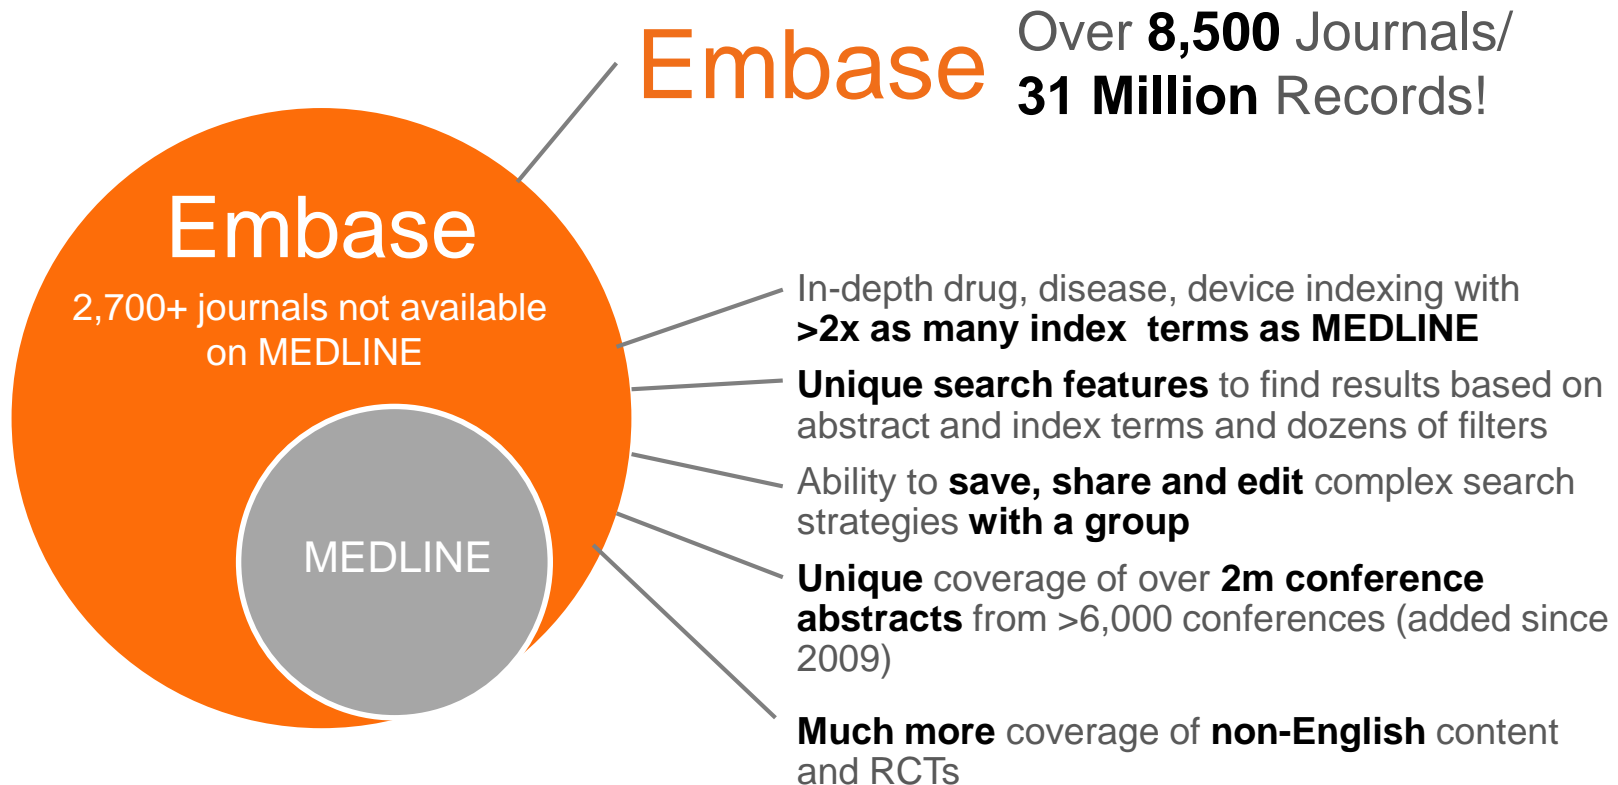 Embase
Over 8,500 Journals/
31 Million Records!
Embase
2,700+ journals not available
on MEDLINE
MEDLINE
In-depth drug, disease, device indexing with
>2x as many index  terms as MEDLINE
Unique search features to find results based on
abstract and index terms and dozens of filters
Ability to save, share and edit complex search
strategies with a group
Unique coverage of over 2m conference
abstracts from >6,000 conferences (added since
2009)
Much more coverage of non-English content
and RCTs